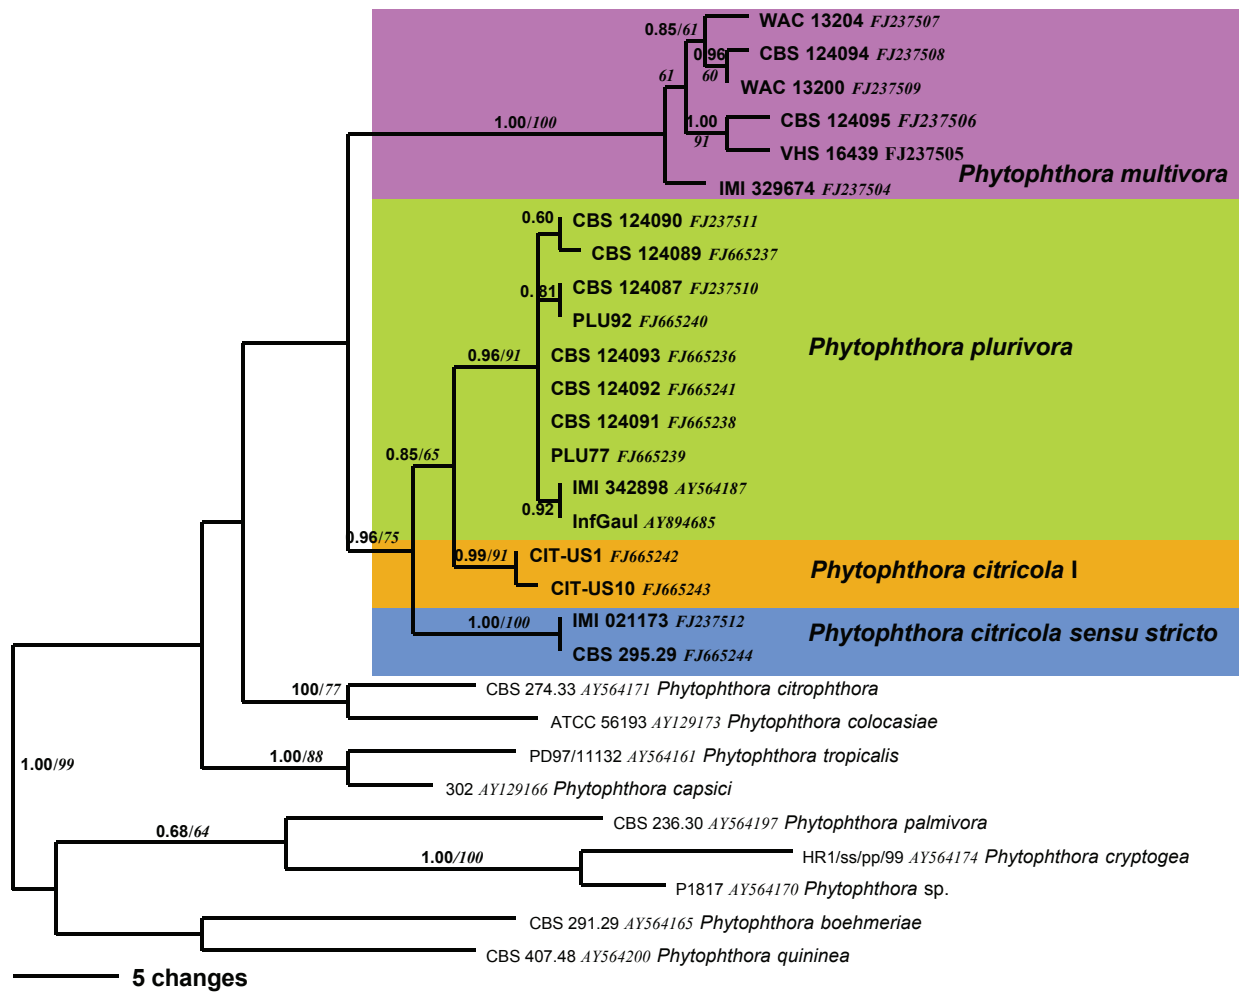 WAC 13204 FJ237507
0.85/61
CBS 124094 FJ237508
0.96
60
61
WAC 13200 FJ237509
CBS 124095 FJ237506
1.00
91
1.00/100
VHS 16439 FJ237505
Phytophthora multivora
IMI 329674 FJ237504
0.60
CBS 124090 FJ237511
CBS 124089 FJ665237
CBS 124087 FJ237510
0.81
PLU92 FJ665240
Phytophthora plurivora
0.96/91
CBS 124093 FJ665236
CBS 124092 FJ665241
CBS 124091 FJ665238
0.85/65
PLU77 FJ665239
IMI 342898 AY564187
0.92
InfGaul AY894685
0.96/75
0.99/91
CIT-US1 FJ665242
Phytophthora citricola I
CIT-US10 FJ665243
1.00/100
IMI 021173 FJ237512
Phytophthora citricola sensu stricto
CBS 295.29 FJ665244
100/77
CBS 274.33 AY564171 Phytophthora citrophthora
ATCC 56193 AY129173 Phytophthora colocasiae
1.00/99
1.00/88
PD97/11132 AY564161 Phytophthora tropicalis
302 AY129166 Phytophthora capsici
0.68/64
CBS 236.30 AY564197 Phytophthora palmivora
1.00/100
HR1/ss/pp/99 AY564174 Phytophthora cryptogea
P1817 AY564170 Phytophthora sp.
CBS 291.29 AY564165 Phytophthora boehmeriae
CBS 407.48 AY564200 Phytophthora quininea
5 changes